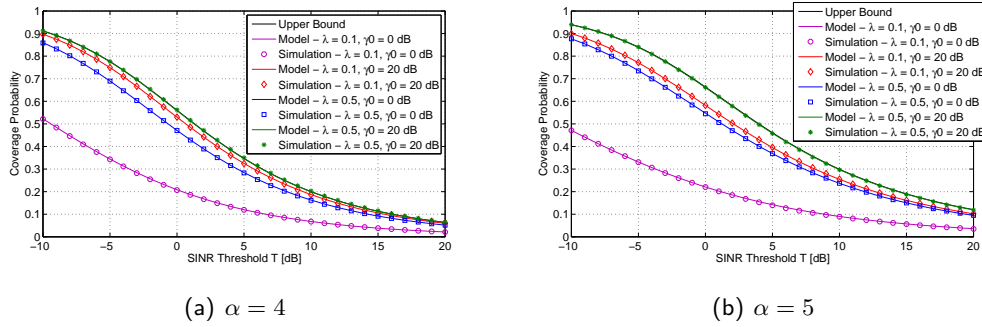 1
0.9
0.8
0.7
0.6
0.5
0.4
0.3
0.2
0.1
0
Coverage Probability
−10
−5
0
5
10
15
20
SINR Threshold T [dB]
Upper Bound
Model − λ = 0.1, γ0 = 0 dB
Simulation − λ = 0.1, γ0 = 0 dB
Model − λ = 0.1, γ0 = 20 dB
Simulation − λ = 0.1, γ0 = 20 dB
Model − λ = 0.5, γ0 = 0 dB
Simulation − λ = 0.5, γ0 = 0 dB
Model − λ = 0.5, γ0 = 20 dB
Simulation − λ = 0.5, γ0 = 20 dB
(a) α = 4
1
0.9
0.8
0.7
0.6
0.5
0.4
0.3
0.2
0.1
0
Coverage Probability
−10
−5
0
5
10
15
20
SINR Threshold T [dB]
Upper Bound
Model − λ = 0.1, γ0 = 0 dB
Simulation − λ = 0.1, γ0 = 0 dB
Model − λ = 0.1, γ0 = 20 dB
Simulation − λ = 0.1, γ0 = 20 dB
Model − λ = 0.5, γ0 = 0 dB
Simulation − λ = 0.5, γ0 = 0 dB
Model − λ = 0.5, γ0 = 20 dB
Simulation − λ = 0.5, γ0 = 20 dB
(b) α = 5